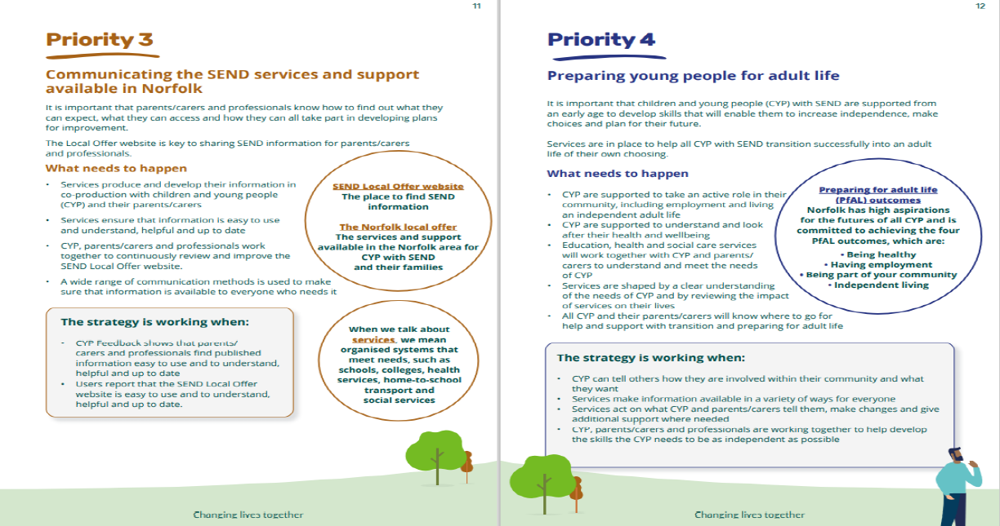 11
Priority 3
Communicating the SEND services and support
available in Norfolk
It is important that parents/carers and professionals know how to find out what they
can expect, what they can access and how they can all take part in developing plans
for improvement.
The Local Offer website is key to sharing SEND information for parents/carers
and professionals.
What needs to happen
• Services produce and develop their information in
co-production with children and young people
(CYP) and their parents/carers
• Services ensure that information is easy to use
and understand, helpful and up to date
• CYP, parents/carers and professionals work
together to continuously review and improve the
SEND Local Offer website.
• A wide range of communication methods is used to make
sure that information is available to everyone who needs it
SEND Local Offer website
The place to find SEND
information
The Norfolk local offer
The services and support
available in the Norfolk area for
CYP with SEND
and their families
The strategy is working when:
• CYP Feedback shows that parents/
carers and professionals find published
information easy to use and to understand,
helpful and up to date
• Users report that the SEND Local Offer
website is easy to use and to understand,
helpful and up to date.
When we talk about
services, we mean
organised systems that
meet needs, such as
schools, colleges, health
services, home-to-school
transport and
social services
Changing lives together
12
Priority 4
Preparing young people for adult life
It is important that children and young people (CYP) with SEND are supported from
an early age to develop skills that will enable them to increase independence, make
choices and plan for their future.
Services are in place to help all CYP with SEND transition successfully into an adult
life of their own choosing.
What needs to happen
• CYP are supported to take an active role in their
community, including employment and living
an independent adult life
• CYP are supported to understand and look
after their health and wellbeing
• Education, health and social care services
will work together with CYP and parents/
carers to understand and meet the needs
of CYP
• Services are shaped by a clear understanding
of the needs of CYP and by reviewing the impact
of services on their lives
• All CYP and their parents/carers will know where to go for
help and support with transition and preparing for adult life
Preparing for adult life
(PfAL) outcomes
Norfolk has high aspirations
for the futures of all CYP and is
committed to achieving the four
PfAL outcomes, which are:
• Being healthy
• Having employment
• Being part of your community
• Independent living
The strategy is working when:
• CYP can tell others how they are involved within their community and what
they want
• Services make information available in a variety of ways for everyone
• Services act on what CYP and parents/carers tell them, make changes and give
additional support where needed
• CYP, parents/carers and professionals are working together to help develop
the skills the CYP needs to be as independent as possible
Changing lives together